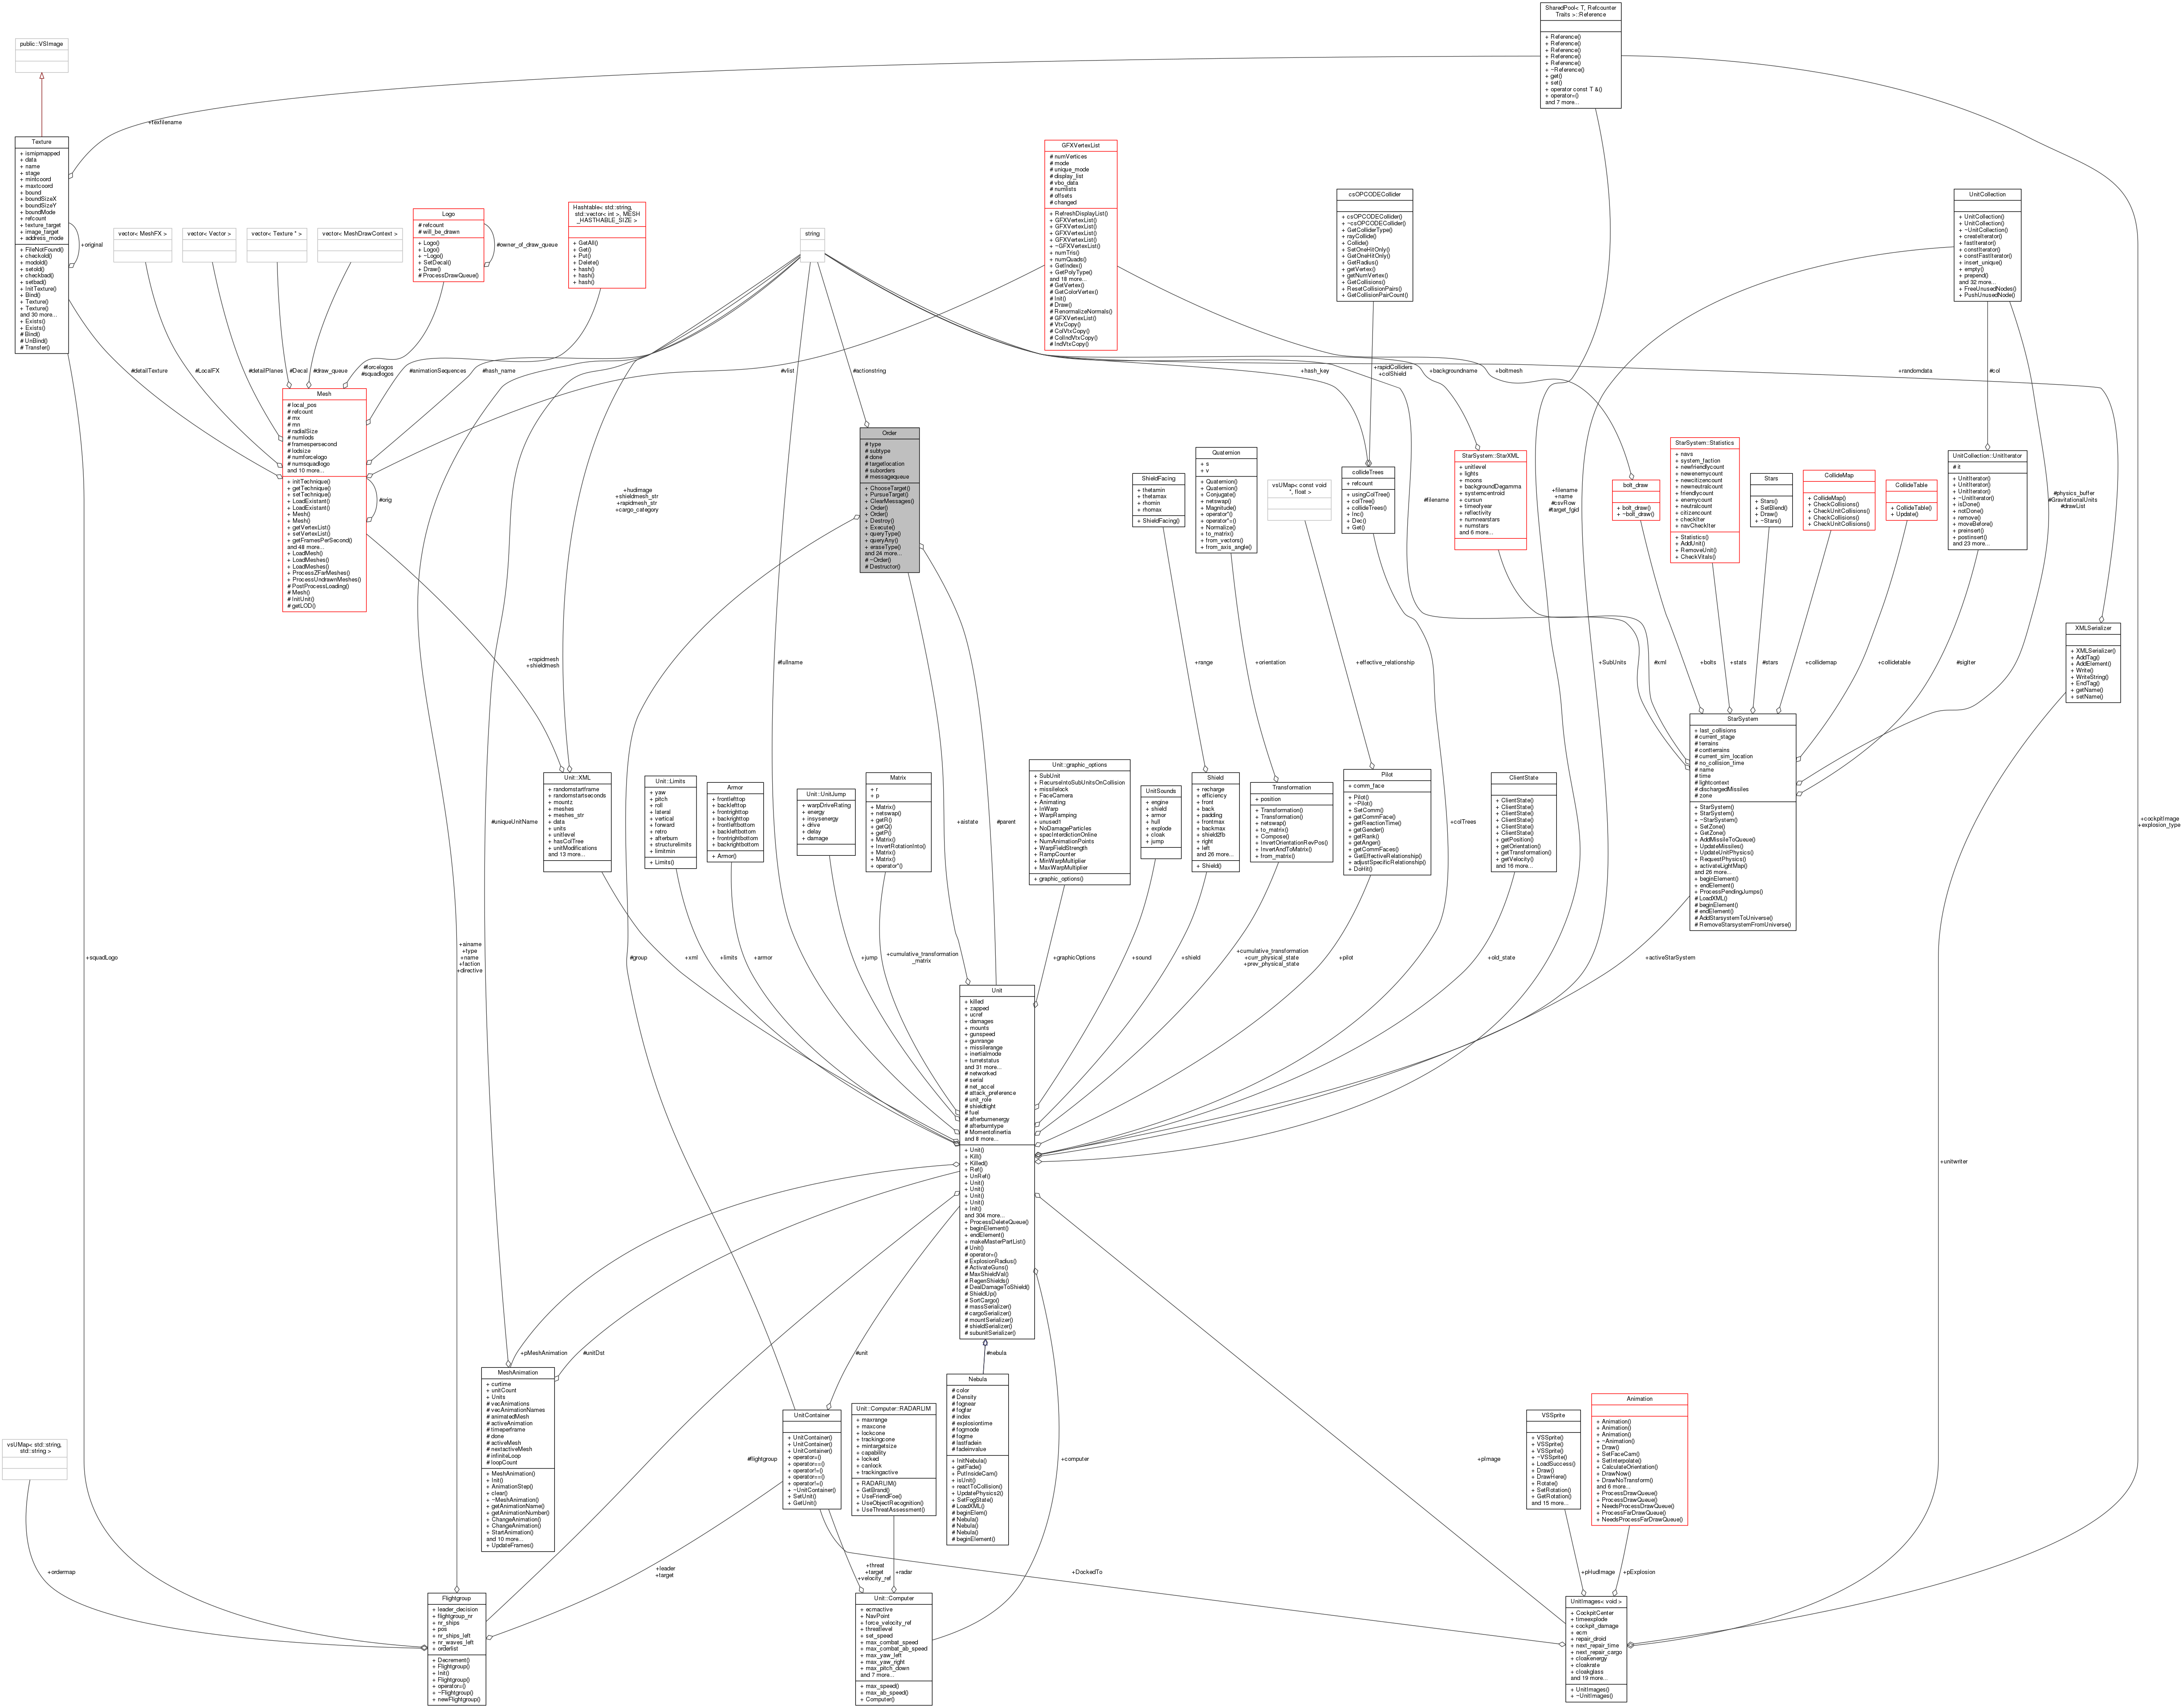 SharedPool< T, Refcounter
Traits >::Reference
+ Reference()
+ Reference()
+ Reference()
+ Reference()
+ Reference()
+ ~Reference()
+ get()
+ set()
+ operator const T &()
+ operator=()
and 7 more...
public::VSImage
+texfilename
Texture
+ ismipmapped
+ data
+ name
+ stage
+ mintcoord
+ maxtcoord
+ bound
+ boundSizeX
+ boundSizeY
+ boundMode
+ refcount
+ texture_target
+ image_target
+ address_mode
+ FileNotFound()
+ checkold()
+ modold()
+ setold()
+ checkbad()
+ setbad()
+ InitTexture()
+ Bind()
+ Texture()
+ Texture()
and 30 more...
+ Exists()
+ Exists()
# Bind()
# UnBind()
# Transfer()
+original
vector< MeshFX >
vector< Vector >
vector< Texture * >
vector< MeshDrawContext >
Logo
# refcount
# will_be_drawn
+ Logo()
+ Logo()
+ ~Logo()
+ SetDecal()
+ Draw()
# ProcessDrawQueue()
#owner_of_draw_queue
Hashtable< std::string,
std::vector< int >, MESH
_HASTHABLE_SIZE >
+ GetAll()
+ Get()
+ Put()
+ Delete()
+ hash()
+ hash()
+ hash()
string
GFXVertexList
# numVertices
# mode
# unique_mode
# display_list
# vbo_data
# numlists
# offsets
# changed
+ RefreshDisplayList()
+ GFXVertexList()
+ GFXVertexList()
+ GFXVertexList()
+ GFXVertexList()
+ ~GFXVertexList()
+ numTris()
+ numQuads()
+ GetIndex()
+ GetPolyType()
and 18 more...
# GetVertex()
# GetColorVertex()
# Init()
# Draw()
# RenormalizeNormals()
# GFXVertexList()
# VtxCopy()
# ColVtxCopy()
# ColIndVtxCopy()
# IndVtxCopy()
csOPCODECollider
+ csOPCODECollider()
+ ~csOPCODECollider()
+ GetColliderType()
+ rayCollide()
+ Collide()
+ SetOneHitOnly()
+ GetOneHitOnly()
+ GetRadius()
+ getVertex()
+ getNumVertex()
+ GetCollisions()
+ ResetCollisionPairs()
+ GetCollisionPairCount()
UnitCollection
+ UnitCollection()
+ UnitCollection()
+ ~UnitCollection()
+ createIterator()
+ fastIterator()
+ constIterator()
+ constFastIterator()
+ insert_unique()
+ empty()
+ prepend()
and 32 more...
+ FreeUnusedNodes()
+ PushUnusedNode()
#detailTexture
#LocalFX
#detailPlanes
#Decal
#draw_queue
#forcelogos
#squadlogos
#animationSequences
#hash_name
#vlist
#actionstring
+hash_key
+rapidColliders
+colShield
+backgroundname
+boltmesh
+randomdata
#col
Mesh
# local_pos
# refcount
# mx
# mn
# radialSize
# numlods
# framespersecond
# lodsize
# numforcelogo
# numsquadlogo
and 10 more...
+ initTechnique()
+ getTechnique()
+ setTechnique()
+ LoadExistant()
+ LoadExistant()
+ Mesh()
+ Mesh()
+ getVertexList()
+ setVertexList()
+ getFramesPerSecond()
and 48 more...
+ LoadMesh()
+ LoadMeshes()
+ LoadMeshes()
+ ProcessZFarMeshes()
+ ProcessUndrawnMeshes()
# PostProcessLoading()
# Mesh()
# InitUnit()
# getLOD()
#orig
+hudimage
+shieldmesh_str
+rapidmesh_str
+cargo_category
Order
# type
# subtype
# done
# targetlocation
# suborders
# messagequeue
+ ChooseTarget()
+ PursueTarget()
+ ClearMessages()
+ Order()
+ Order()
+ Destroy()
+ Execute()
+ queryType()
+ queryAny()
+ eraseType()
and 24 more...
# ~Order()
# Destructor()
ShieldFacing
+ thetamin
+ thetamax
+ rhomin
+ rhomax
+ ShieldFacing()
Quaternion
+ s
+ v
+ Quaternion()
+ Quaternion()
+ Conjugate()
+ netswap()
+ Magnitude()
+ operator*()
+ operator*=()
+ Normalize()
+ to_matrix()
+ from_vectors()
+ from_axis_angle()
vsUMap< const void
*, float >
collideTrees
+ refcount
+ usingColTree()
+ colTree()
+ collideTrees()
+ Inc()
+ Dec()
+ Get()
#filename
StarSystem::StarXML
+ unitlevel
+ lights
+ moons
+ backgroundDegamma
+ systemcentroid
+ cursun
+ timeofyear
+ reflectivity
+ numnearstars
+ numstars
and 6 more...
+filename
+name
#csvRow
#target_fgid
bolt_draw
+ bolt_draw()
+ ~bolt_draw()
StarSystem::Statistics
+ navs
+ system_faction
+ newfriendlycount
+ newenemycount
+ newcitizencount
+ newneutralcount
+ friendlycount
+ enemycount
+ neutralcount
+ citizencount
+ checkIter
+ navCheckIter
+ Statistics()
+ AddUnit()
+ RemoveUnit()
+ CheckVitals()
Stars
+ Stars()
+ SetBlend()
+ Draw()
+ ~Stars()
CollideMap
+ CollideMap()
+ CheckCollisions()
+ CheckUnitCollisions()
+ CheckCollisions()
+ CheckUnitCollisions()
CollideTable
+ CollideTable()
+ Update()
UnitCollection::UnitIterator
# it
+ UnitIterator()
+ UnitIterator()
+ UnitIterator()
+ ~UnitIterator()
+ isDone()
+ notDone()
+ remove()
+ moveBefore()
+ preinsert()
+ postinsert()
and 23 more...
#physics_buffer
#GravitationalUnits
#drawList
XMLSerializer
+ XMLSerializer()
+ AddTag()
+ AddElement()
+ Write()
+ WriteString()
+ EndTag()
+ getName()
+ setName()
+rapidmesh
+shieldmesh
#fullname
+range
+orientation
+effective_relationship
+SubUnits
#xml
+bolts
+stats
#stars
+collidemap
+collidetable
#sigIter
StarSystem
+ last_collisions
# current_stage
# terrains
# contterrains
# current_sim_location
# no_collision_time
# name
# time
# lightcontext
# dischargedMissiles
# zone
+ StarSystem()
+ StarSystem()
+ ~StarSystem()
+ SetZone()
+ GetZone()
+ AddMissileToQueue()
+ UpdateMissiles()
+ UpdateUnitPhysics()
+ RequestPhysics()
+ activateLightMap()
and 26 more...
+ beginElement()
+ endElement()
+ ProcessPendingJumps()
# LoadXML()
# beginElement()
# endElement()
# AddStarsystemToUniverse()
# RemoveStarsystemFromUniverse()
#uniqueUnitName
Unit::XML
+ randomstartframe
+ randomstartseconds
+ mountz
+ meshes
+ meshes_str
+ data
+ units
+ unitlevel
+ hasColTree
+ unitModifications
and 13 more...
Unit::Limits
+ yaw
+ pitch
+ roll
+ lateral
+ vertical
+ forward
+ retro
+ afterburn
+ structurelimits
+ limitmin
+ Limits()
Armor
+ frontlefttop
+ backlefttop
+ frontrighttop
+ backrighttop
+ frontleftbottom
+ backleftbottom
+ frontrightbottom
+ backrightbottom
+ Armor()
Unit::UnitJump
+ warpDriveRating
+ energy
+ insysenergy
+ drive
+ delay
+ damage
Matrix
+ r
+ p
+ Matrix()
+ netswap()
+ getR()
+ getQ()
+ getP()
+ Matrix()
+ InvertRotationInto()
+ Matrix()
+ Matrix()
+ operator*()
+aistate
#parent
Unit::graphic_options
+ SubUnit
+ RecurseIntoSubUnitsOnCollision
+ missilelock
+ FaceCamera
+ Animating
+ InWarp
+ WarpRamping
+ unused1
+ NoDamageParticles
+ specInterdictionOnline
+ NumAnimationPoints
+ WarpFieldStrength
+ RampCounter
+ MinWarpMultiplier
+ MaxWarpMultiplier
+ graphic_options()
UnitSounds
+ engine
+ shield
+ armor
+ hull
+ explode
+ cloak
+ jump
Shield
+ recharge
+ efficiency
+ front
+ back
+ padding
+ frontmax
+ backmax
+ shield2fb
+ right
+ left
and 26 more...
+ Shield()
Transformation
+ position
+ Transformation()
+ Transformation()
+ netswap()
+ to_matrix()
+ Compose()
+ InvertOrientationRevPos()
+ InvertAndToMatrix()
+ from_matrix()
Pilot
+ comm_face
+ Pilot()
+ ~Pilot()
+ SetComm()
+ getCommFace()
+ getReactionTime()
+ getGender()
+ getRank()
+ getAnger()
+ getCommFaces()
+ GetEffectiveRelationship()
+ adjustSpecificRelationship()
+ DoHit()
+colTrees
ClientState
+ ClientState()
+ ClientState()
+ ClientState()
+ ClientState()
+ ClientState()
+ ClientState()
+ getPosition()
+ getOrientation()
+ getTransformation()
+ getVelocity()
and 16 more...
+cockpitImage
+explosion_type
+squadLogo
+ainame
+type
+name
+faction
+directive
#group
+xml
+limits
+armor
+jump
+cumulative_transformation
_matrix
+graphicOptions
+sound
+shield
+cumulative_transformation
+curr_physical_state
+prev_physical_state
+pilot
+old_state
+activeStarSystem
Unit
+ killed
+ zapped
+ ucref
+ damages
+ mounts
+ gunspeed
+ gunrange
+ missilerange
+ inertialmode
+ turretstatus
and 31 more...
# networked
# serial
# net_accel
# attack_preference
# unit_role
# shieldtight
# fuel
# afterburnenergy
# afterburntype
# Momentofinertia
and 8 more...
+ Unit()
+ Kill()
+ Killed()
+ Ref()
+ UnRef()
+ Unit()
+ Unit()
+ Unit()
+ Unit()
+ Init()
and 304 more...
+ ProcessDeleteQueue()
+ beginElement()
+ endElement()
+ makeMasterPartList()
# Unit()
# operator=()
# ExplosionRadius()
# ActivateGuns()
# MaxShieldVal()
# RegenShields()
# DealDamageToShield()
# ShieldUp()
# SortCargo()
# massSerializer()
# cargoSerializer()
# mountSerializer()
# shieldSerializer()
# subunitSerializer()
+unitwriter
+pMeshAnimation
#unitDst
#unit
#nebula
MeshAnimation
+ curtime
+ unitCount
+ Units
# vecAnimations
# vecAnimationNames
# animatedMesh
# activeAnimation
# timeperframe
# done
# activeMesh
# nextactiveMesh
# infiniteLoop
# loopCount
+ MeshAnimation()
+ Init()
+ AnimationStep()
+ clear()
+ ~MeshAnimation()
+ getAnimationName()
+ getAnimationNumber()
+ ChangeAnimation()
+ ChangeAnimation()
+ StartAnimation()
and 10 more...
+ UpdateFrames()
#flightgroup
UnitContainer
+ UnitContainer()
+ UnitContainer()
+ UnitContainer()
+ operator=()
+ operator==()
+ operator!=()
+ operator==()
+ operator!=()
+ ~UnitContainer()
+ SetUnit()
+ GetUnit()
Unit::Computer::RADARLIM
+ maxrange
+ maxcone
+ lockcone
+ trackingcone
+ mintargetsize
+ capability
+ locked
+ canlock
+ trackingactive
+ RADARLIM()
+ GetBrand()
+ UseFriendFoe()
+ UseObjectRecognition()
+ UseThreatAssessment()
Nebula
# color
# Density
# fognear
# fogfar
# index
# explosiontime
# fogmode
# fogme
# lastfadein
# fadeinvalue
+ InitNebula()
+ getFade()
+ PutInsideCam()
+ isUnit()
+ reactToCollision()
+ UpdatePhysics2()
+ SetFogState()
# LoadXML()
# beginElem()
# Nebula()
# Nebula()
# Nebula()
# beginElement()
+computer
+pImage
VSSprite
+ VSSprite()
+ VSSprite()
+ VSSprite()
+ ~VSSprite()
+ LoadSuccess()
+ Draw()
+ DrawHere()
+ Rotate()
+ SetRotation()
+ GetRotation()
and 15 more...
Animation
+ Animation()
+ Animation()
+ Animation()
+ ~Animation()
+ Draw()
+ SetFaceCam()
+ SetInterpolate()
+ CalculateOrientation()
+ DrawNow()
+ DrawNoTransform()
and 6 more...
+ ProcessDrawQueue()
+ ProcessDrawQueue()
+ NeedsProcessDrawQueue()
+ ProcessFarDrawQueue()
+ NeedsProcessFarDrawQueue()
vsUMap< std::string,
std::string >
+ordermap
+leader
+target
+threat
+target
+velocity_ref
+radar
+DockedTo
+pHudImage
+pExplosion
Flightgroup
+ leader_decision
+ flightgroup_nr
+ nr_ships
+ pos
+ nr_ships_left
+ nr_waves_left
+ orderlist
+ Decrement()
+ Flightgroup()
+ Init()
+ Flightgroup()
+ operator=()
+ ~Flightgroup()
+ newFlightgroup()
Unit::Computer
+ ecmactive
+ NavPoint
+ force_velocity_ref
+ threatlevel
+ set_speed
+ max_combat_speed
+ max_combat_ab_speed
+ max_yaw_left
+ max_yaw_right
+ max_pitch_down
and 7 more...
+ max_speed()
+ max_ab_speed()
+ Computer()
UnitImages< void >
+ CockpitCenter
+ timeexplode
+ cockpit_damage
+ ecm
+ repair_droid
+ next_repair_time
+ next_repair_cargo
+ cloakenergy
+ cloakrate
+ cloakglass
and 19 more...
+ UnitImages()
+ ~UnitImages()